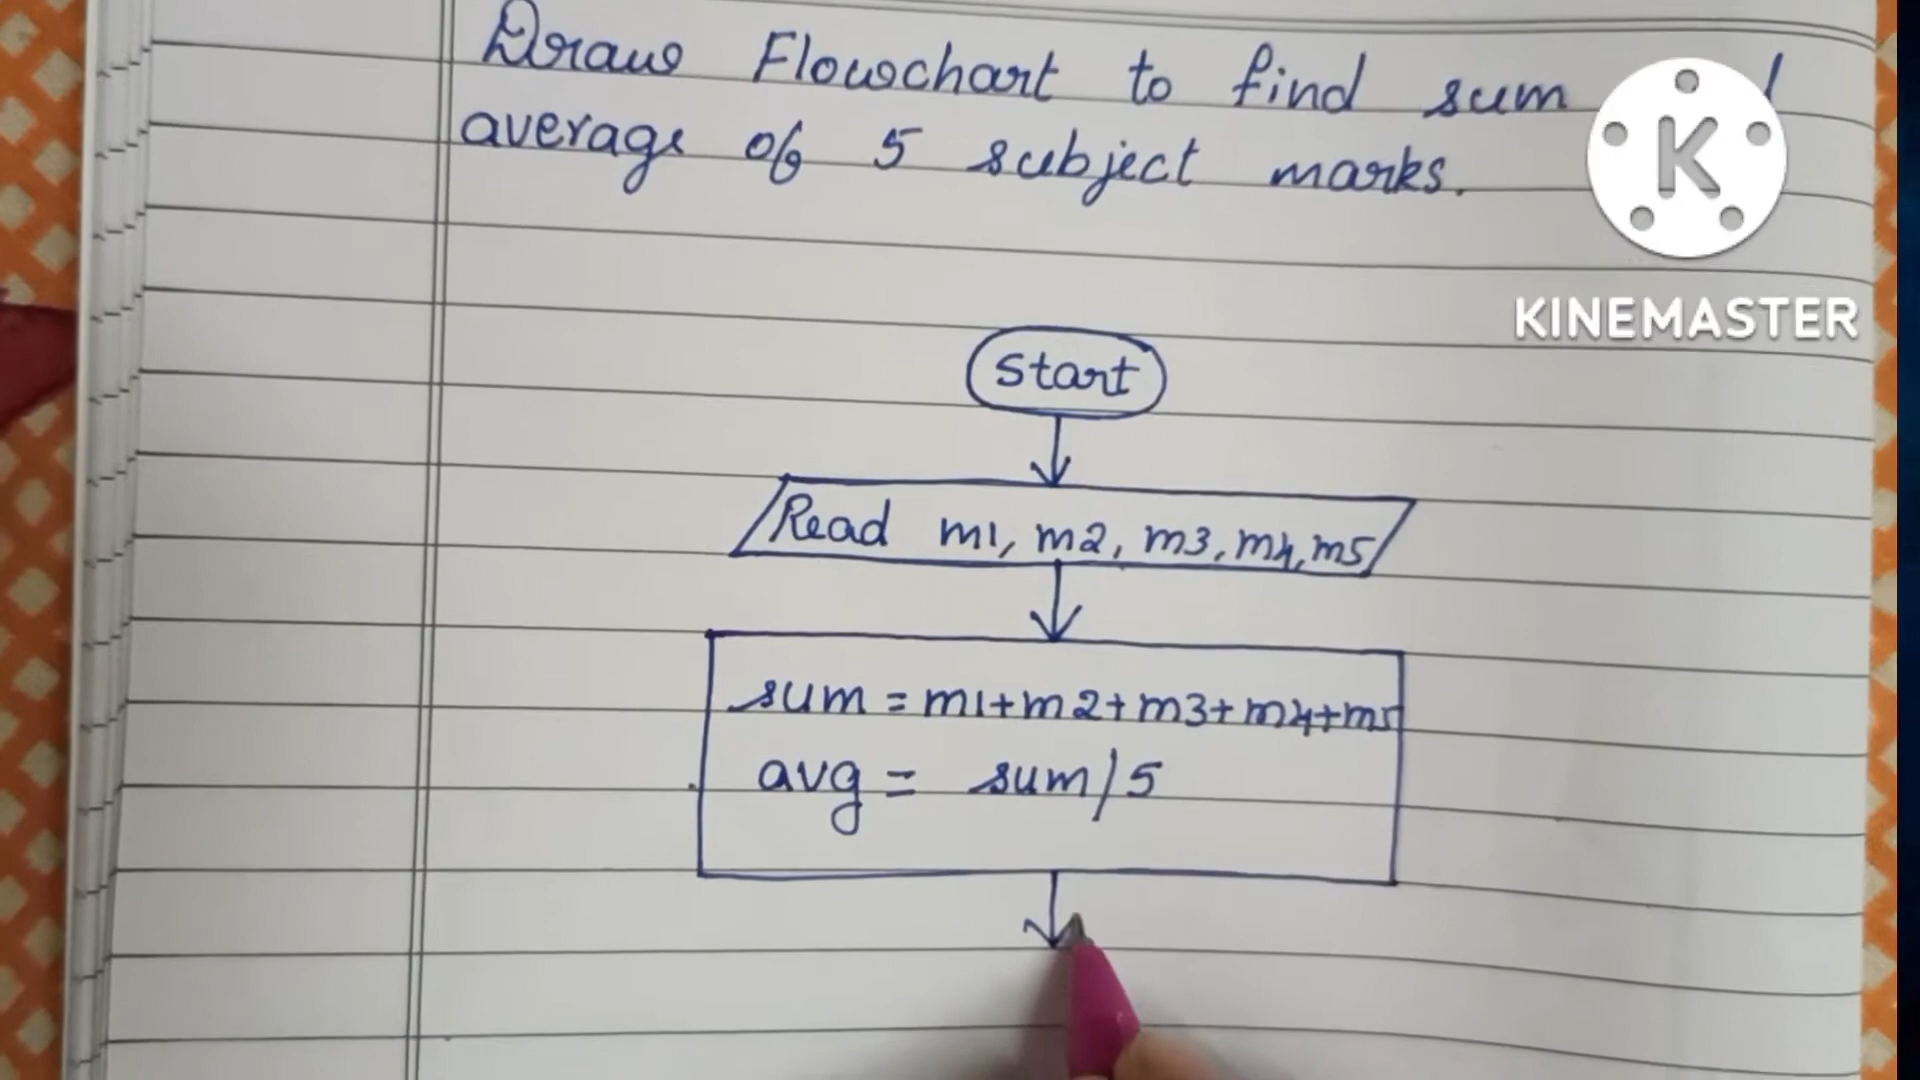 Draw Flowchart to find sum
average of 5 subject marks.
K
KINEMASTER
Start
Read m1, m2, m3, m4, m5
sum = m1+m2+m3+m4+m5
avg = sum/5